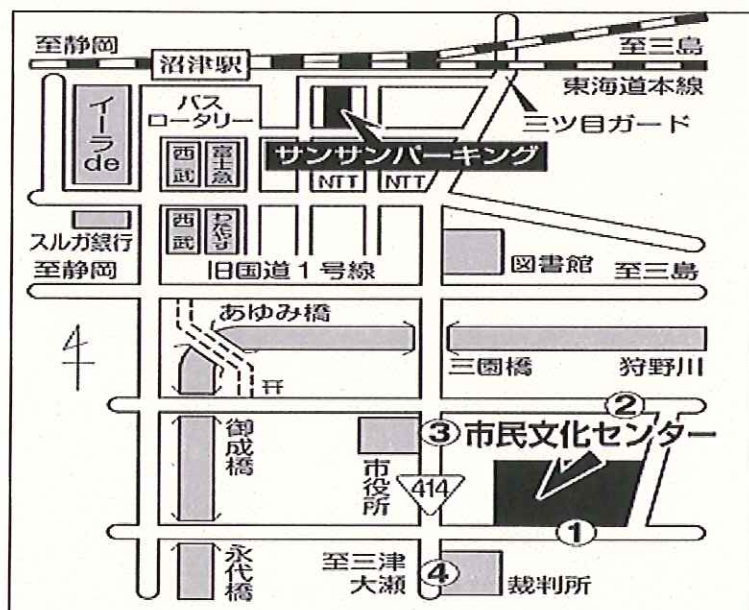 至静岡
沼津駅
至三島
東海道本線
三ツ目ガード
イーラde
バス
ロータリー
西武
富士急
サンサンパーキング
NTT
NTT
スルガ銀行
西武
図書館
至静岡
旧国道1号線
至三島
あゆみ橋
三園橋
狩野川
②
御成橋
市役所
③
市民文化センター
414
①
永代橋
至三津
大瀬
④
裁判所